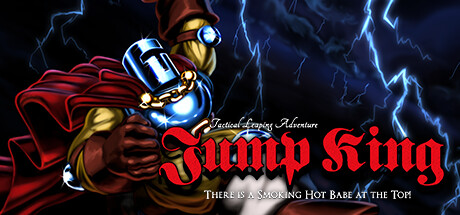 Tactical Leaping Adventure
Jump King
There is a Smoking Hot Babe at the Top!